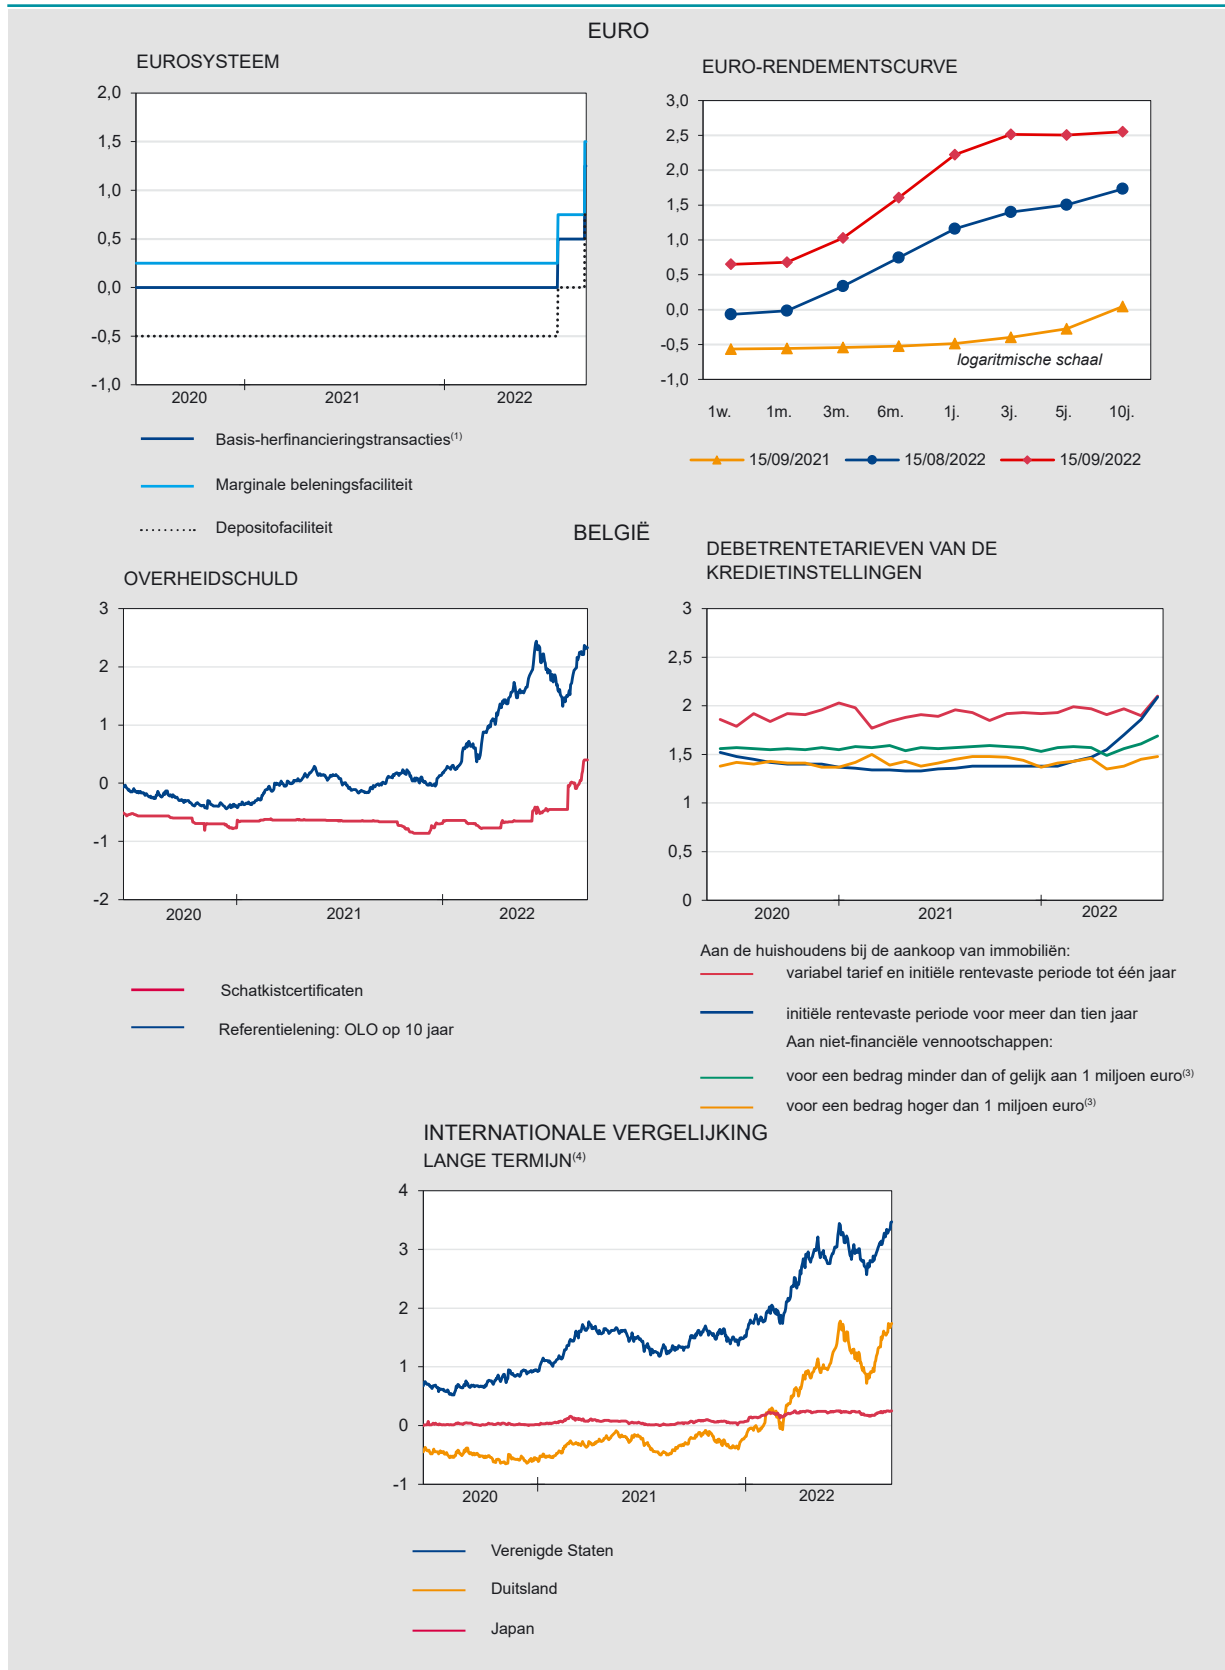 EURO
EUROSYSTEEM
2,0
1,5
1,0
0,5
0,0
-0,5
-1,0
2020
2021
2022
Basis-herfinancieringstransacties(1)
Marginale beleningsfaciliteit
Depositofaciliteit
EURO-RENDEMENTSCURVE
3,0
2,5
2,0
1,5
1,0
0,5
0,0
-0,5
-1,0
logaritmische schaal
1w. 1m. 3m. 6m. 1j. 3j. 5j. 10j.
15/09/2021 15/08/2022 15/09/2022
BELGIË
OVERHEIDSCHULD
3
2
1
0
-1
-2
2020
2021
2022
Schatkistcertificaten
Referentielening: OLO op 10 jaar
DEBETRENTETARIEVEN VAN DE
KREDIETINSTELLINGEN
3
2,5
2
1,5
1
0,5
0
2020
2021
2022
Aan de huishoudens bij de aankoop van immobiliën:
variabel tarief en initiële rentevaste periode tot één jaar
initiële rentevaste periode voor meer dan tien jaar
Aan niet-financiële vennootschappen:
voor een bedrag minder dan of gelijk aan 1 miljoen euro(3)
voor een bedrag hoger dan 1 miljoen euro(3)
INTERNATIONALE VERGELIJKING
LANGE TERMIJN(4)
4
3
2
1
0
-1
2020
2021
2022
Verenigde Staten
Duitsland
Japan